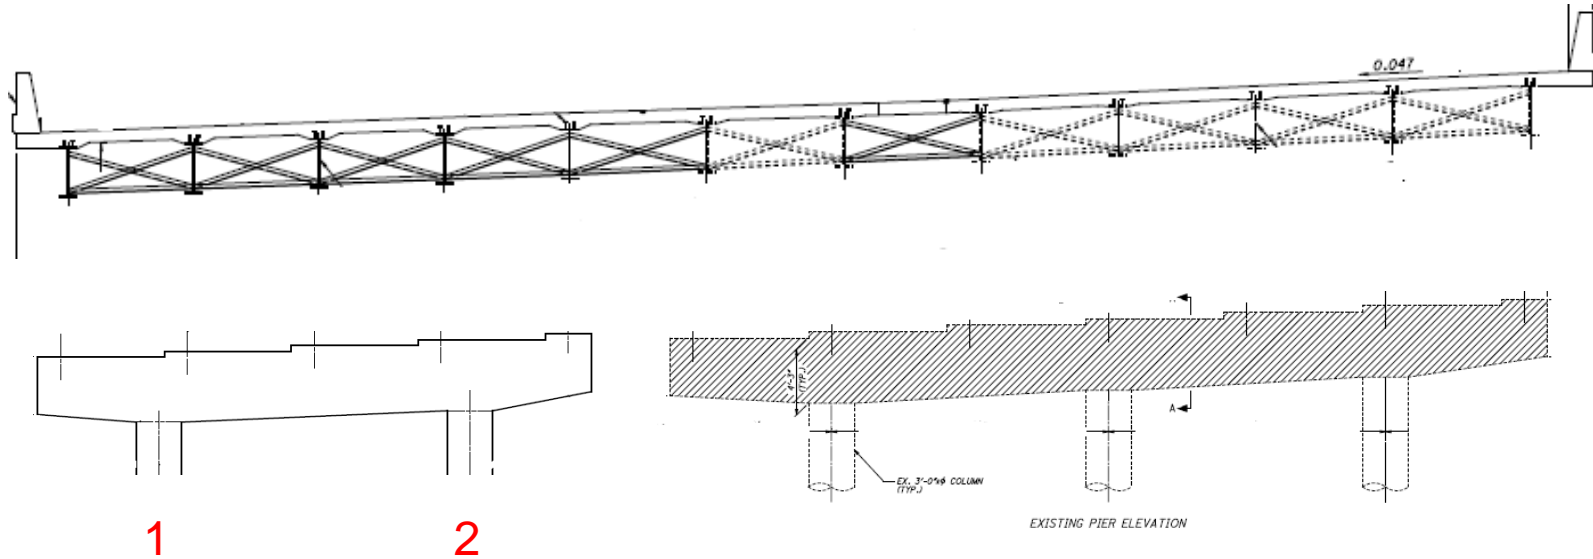 0.047
4'-3"
(TYP.)
A
EX. 3'-0"ø COLUMN
(TYP.)
EXISTING PIER ELEVATION
1
2